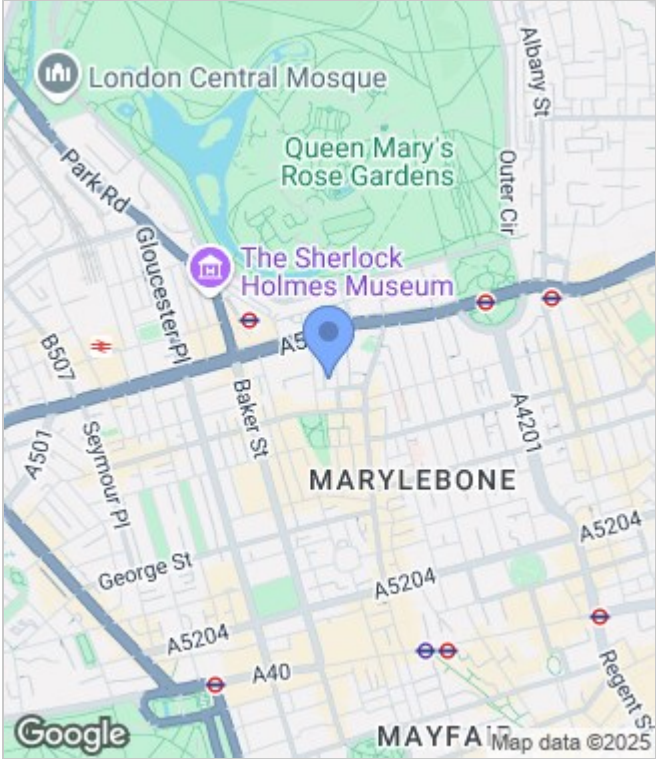 Albany St
London Central Mosque
Queen Mary's
Rose Gardens
Outer Cir
Park Rd
Gloucester Pl
The Sherlock
Holmes Museum
A5
B507
Baker St
A4201
A501
Seymour Pl
MARYLEBONE
A5204
George St
A5204
A5204
A40
Regent S
MAYFAI
Google
Map data ©2025